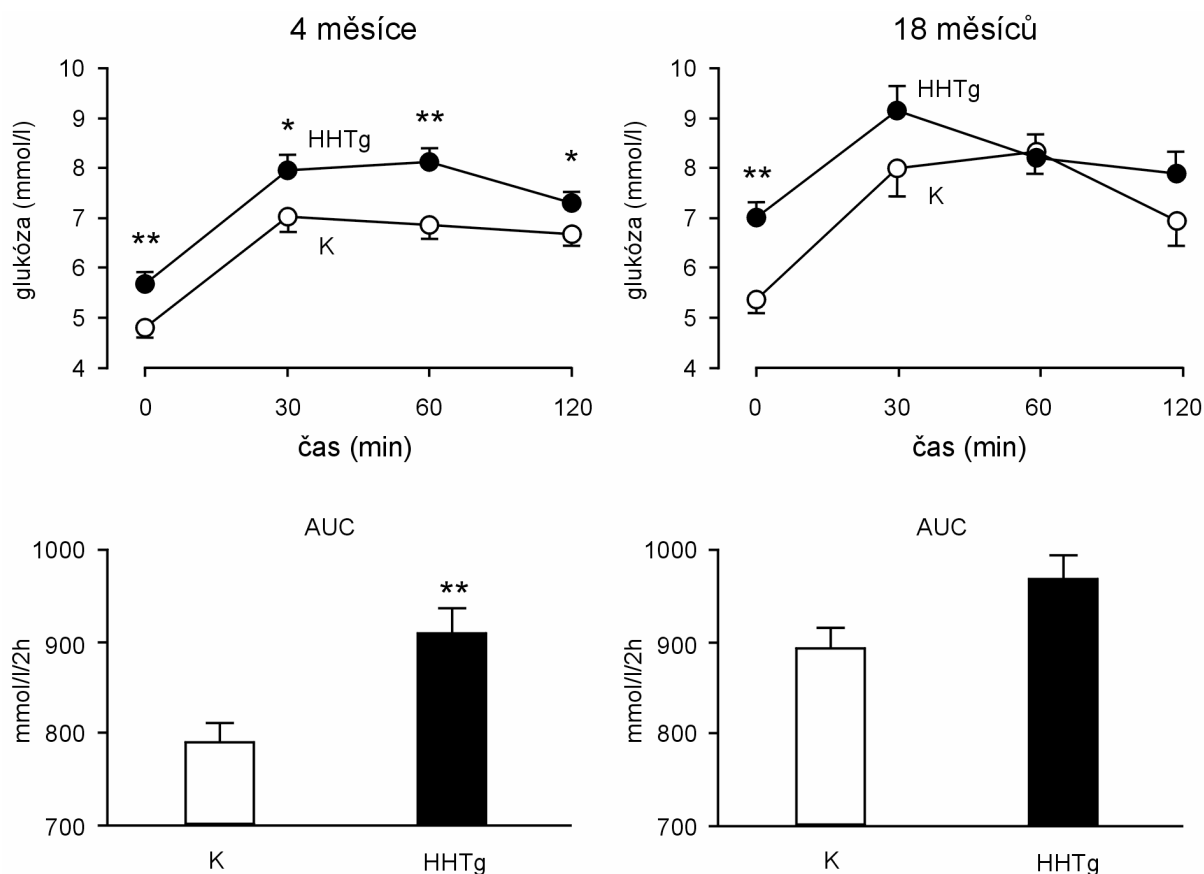 4 měsíce
10
9
8
7
6
5
4
glukóza (mmol/l)
**
*
**
*
HHTg
K
0 30 60 120
čas (min)
18 měsíců
10
9
8
7
6
5
4
glukóza (mmol/l)
**
HHTg
K
0 30 60 120
čas (min)
AUC
1000
900
800
700
mmol/l/2h
**
K HHTg
AUC
1000
900
800
700
mmol/l/2h
K HHTg